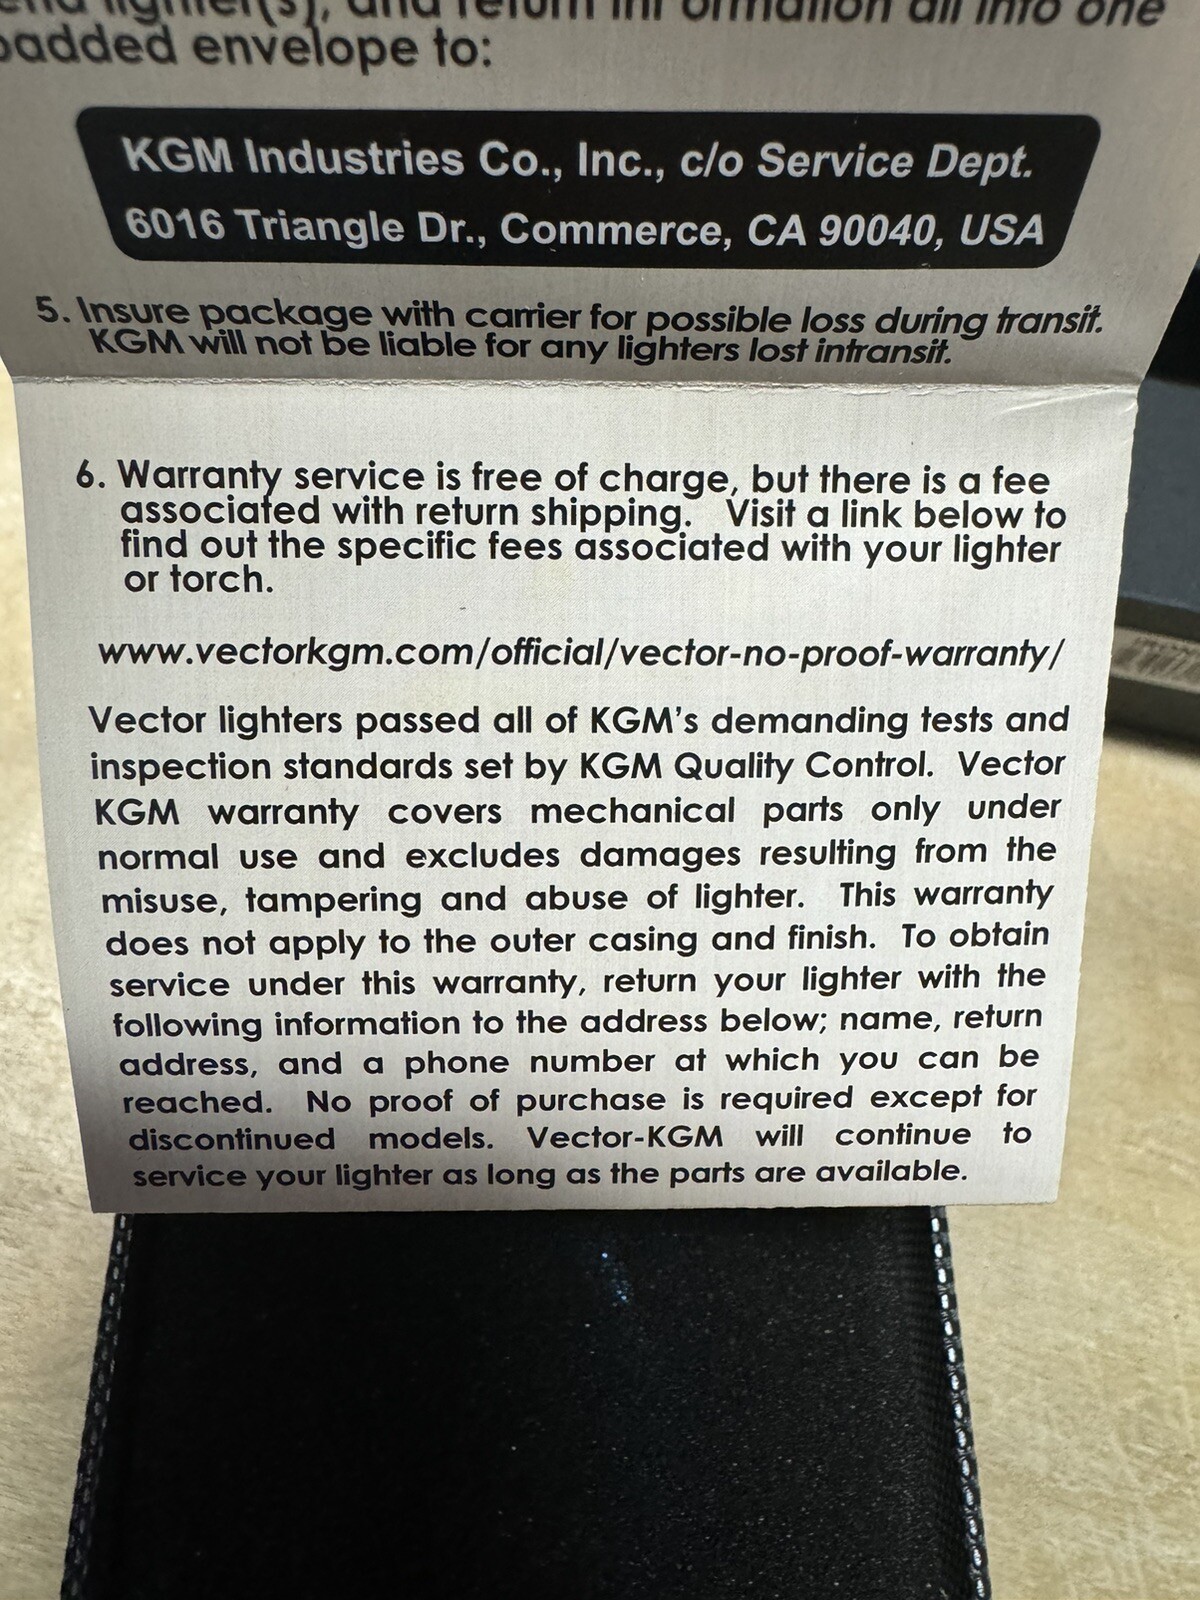 lighter(s), and return inf ormation all into one
padded envelope to:
KGM Industries Co., Inc., c/o Service Dept.
6016 Triangle Dr., Commerce, CA 90040, USA
5. Insure package with carrier for possible loss during transit.
KGM will not be liable for any lighters lost intransit.
6. Warranty service is free of charge, but there is a fee
associated with return shipping. Visit a link below to
find out the specific fees associated with your lighter
or torch.
www.vectorkgm.com/official/vector-no-proof-warranty/
Vector lighters passed all of KGM's demanding tests and
inspection standards set by KGM Quality Control. Vector
KGM warranty covers mechanical parts only under
normal use and excludes damages resulting from the
misuse, tampering and abuse of lighter. This warranty
does not apply to the outer casing and finish. To obtain
service under this warranty, return your lighter with the
following information to the address below; name, return
address, and a phone number at which you can be
reached. No proof of purchase is required except for
discontinued models. Vector-KGM will continue to
service your lighter as long as the parts are available.